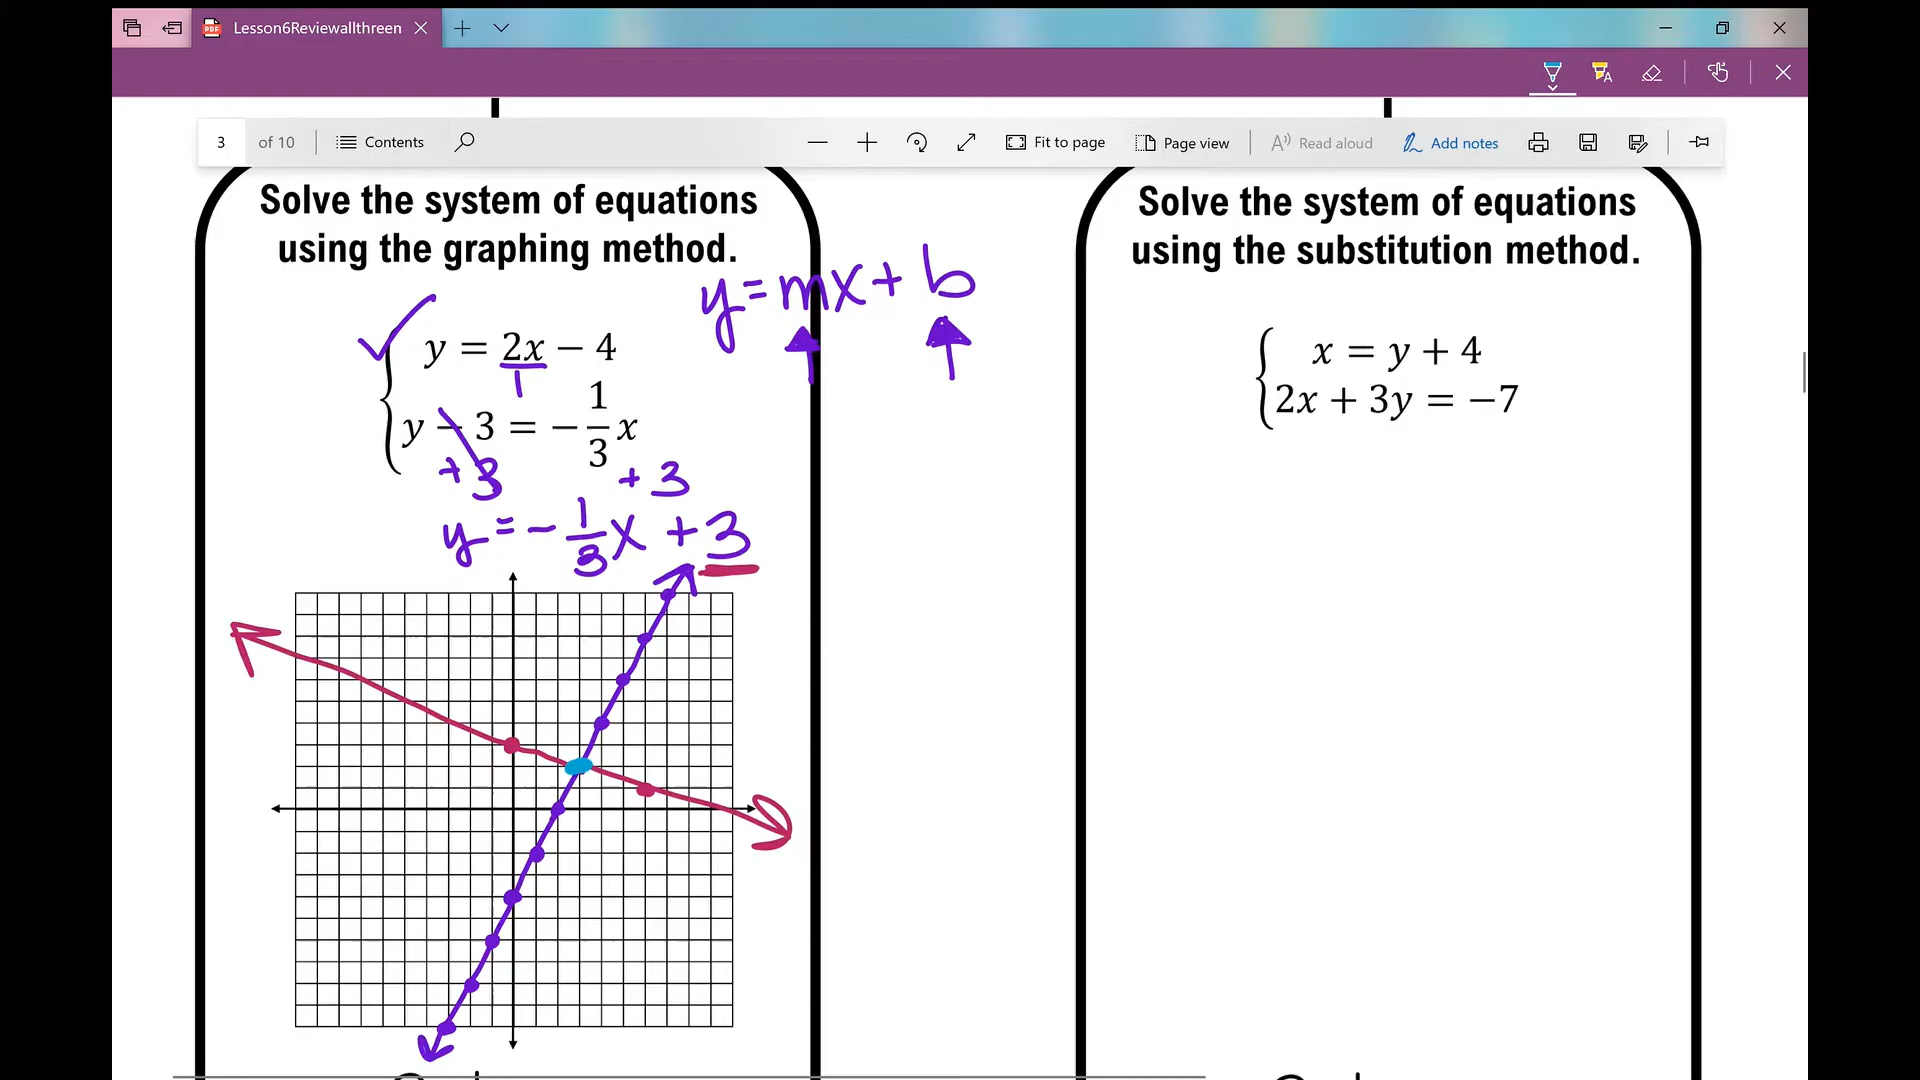 Lesson6Reviewallthreen
3 of 10 Contents Fit to page Page view Read aloud Add notes
Solve the system of equations
using the graphing method.
y = mx + b
y = 2x − 4
1
y − 3 = −1/3 x
+3 +3
y = -1/3 x + 3
Solve the system of equations
using the substitution method.
x = y + 4
2x + 3y = −7